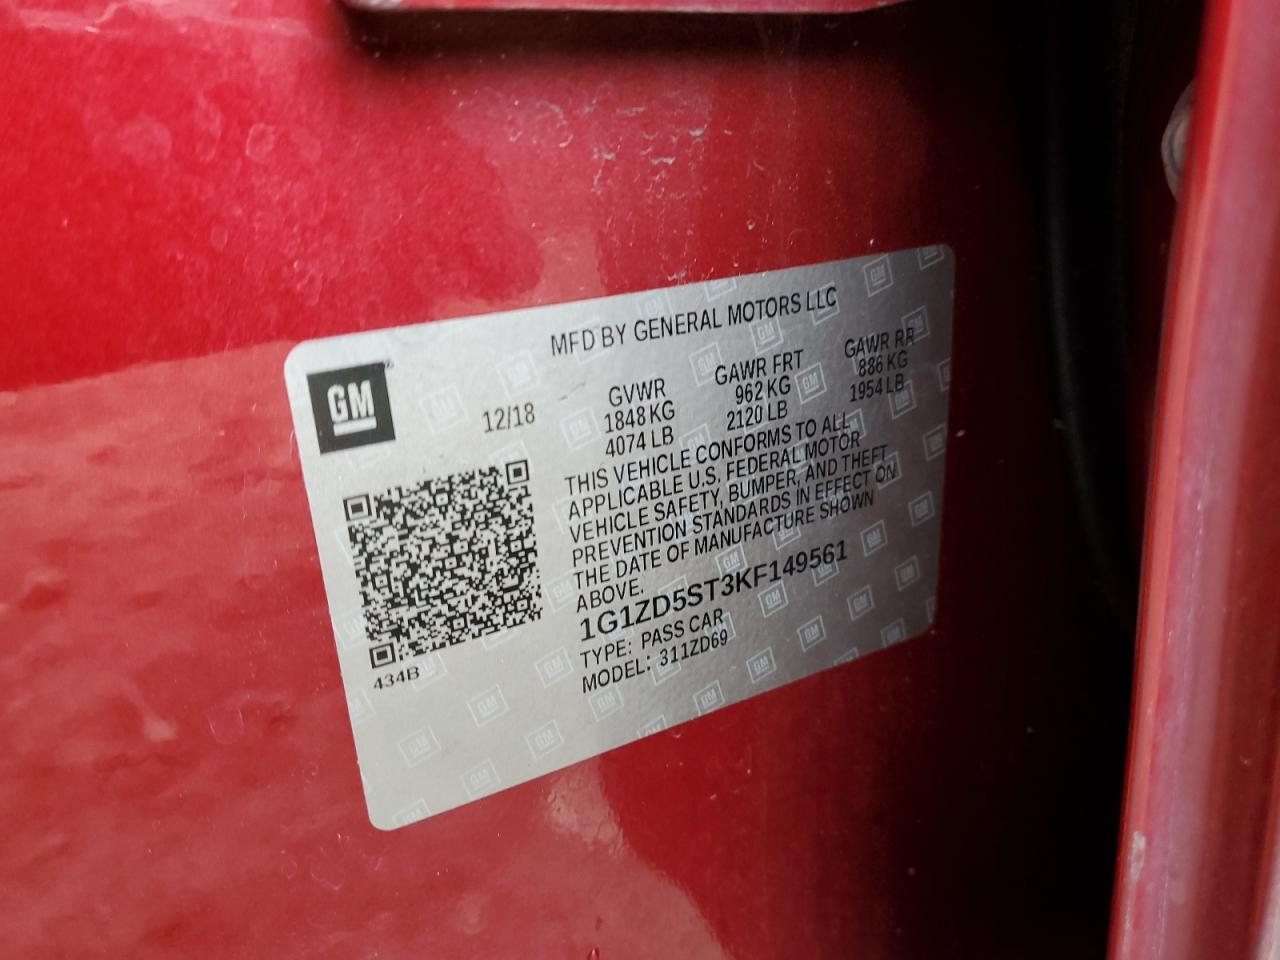 MFD BY GENERAL MOTORS LLC
GM®
12/18
GVWR
1848 KG
4074 LB
GAWR FRT
962 KG
2120 LB
GAWR RR
886 KG
1954 LB
THIS VEHICLE CONFORMS TO ALL
APPLICABLE U.S. FEDERAL MOTOR
VEHICLE SAFETY, BUMPER, AND THEFT
PREVENTION STANDARDS IN EFFECT ON
THE DATE OF MANUFACTURE SHOWN
ABOVE.
1G1ZD5ST3KF149561
TYPE: PASS CAR
MODEL: 311ZD69
434B